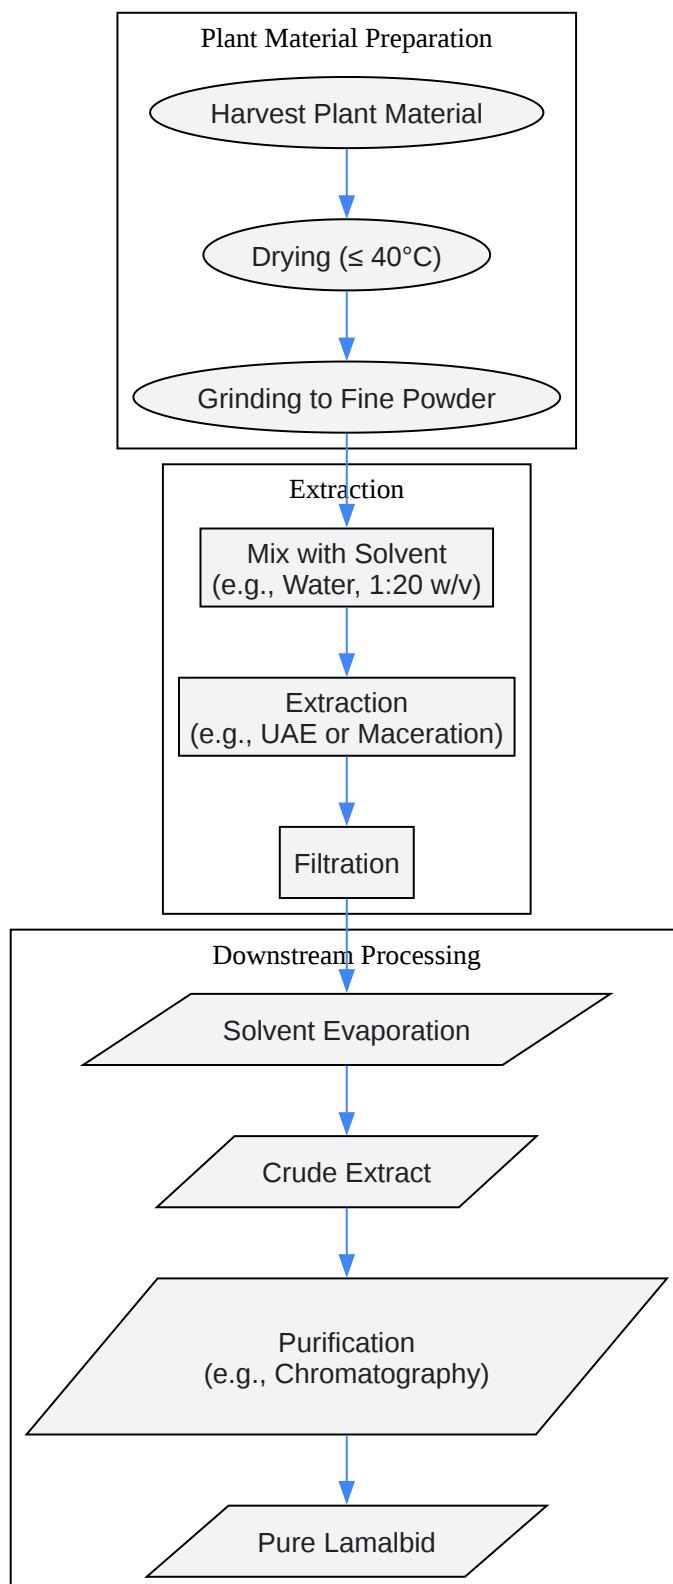 Plant Material Preparation
Harvest Plant Material
Drying (≤ 40°C)
Grinding to Fine Powder
Extraction
Mix with Solvent
(e.g., Water, 1:20 w/v)
Extraction
(e.g., UAE or Maceration)
Filtration
Downstream Processing
Solvent Evaporation
Crude Extract
Purification
(e.g., Chromatography)
Pure Lamalbid